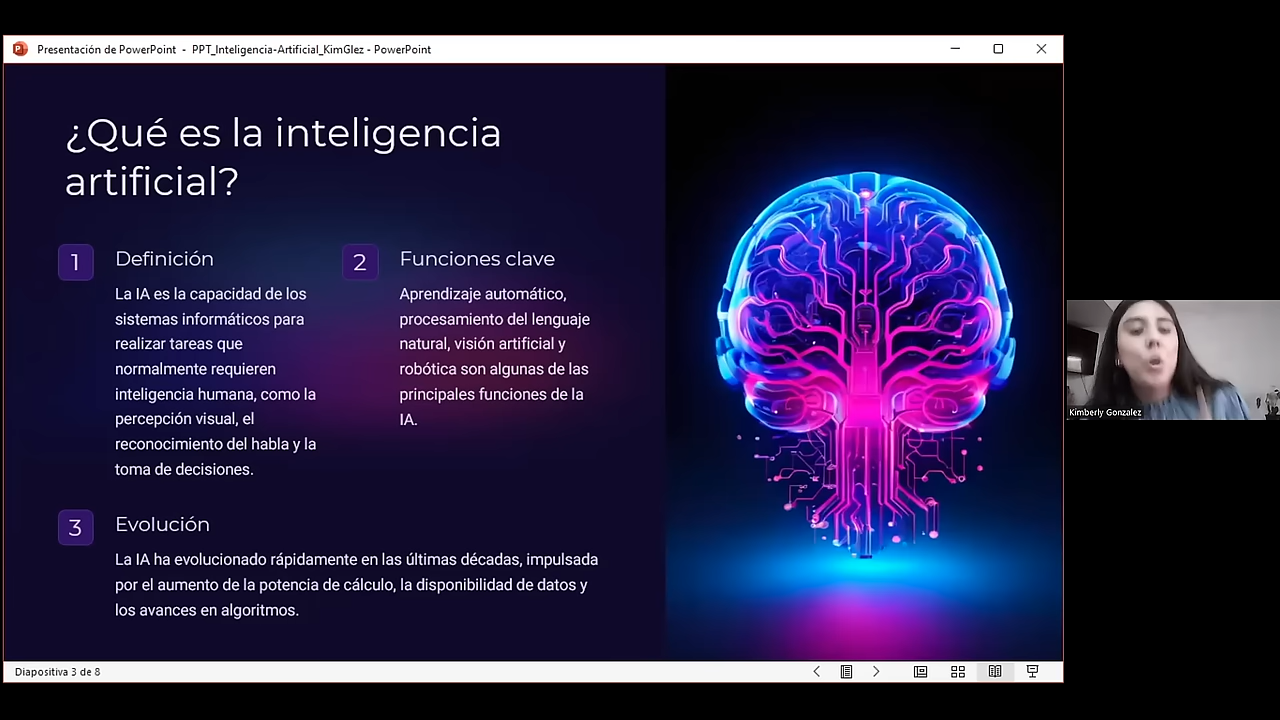 Presentación de PowerPoint - PPT_Inteligencia-Artificial_KimGlez - PowerPoint
¿Qué es la inteligencia
artificial?
1
Definición
La IA es la capacidad de los
sistemas informáticos para
realizar tareas que
normalmente requieren
inteligencia humana, como la
percepción visual, el
reconocimiento del habla y la
toma de decisiones.
2
Funciones clave
Aprendizaje automático,
procesamiento del lenguaje
natural, visión artificial y
robótica son algunas de las
principales funciones de la
IA.
3
Evolución
La IA ha evolucionado rápidamente en las últimas décadas, impulsada
por el aumento de la potencia de cálculo, la disponibilidad de datos y
los avances en algoritmos.
Kimberly Gonzalez
Diapositiva 3 de 8